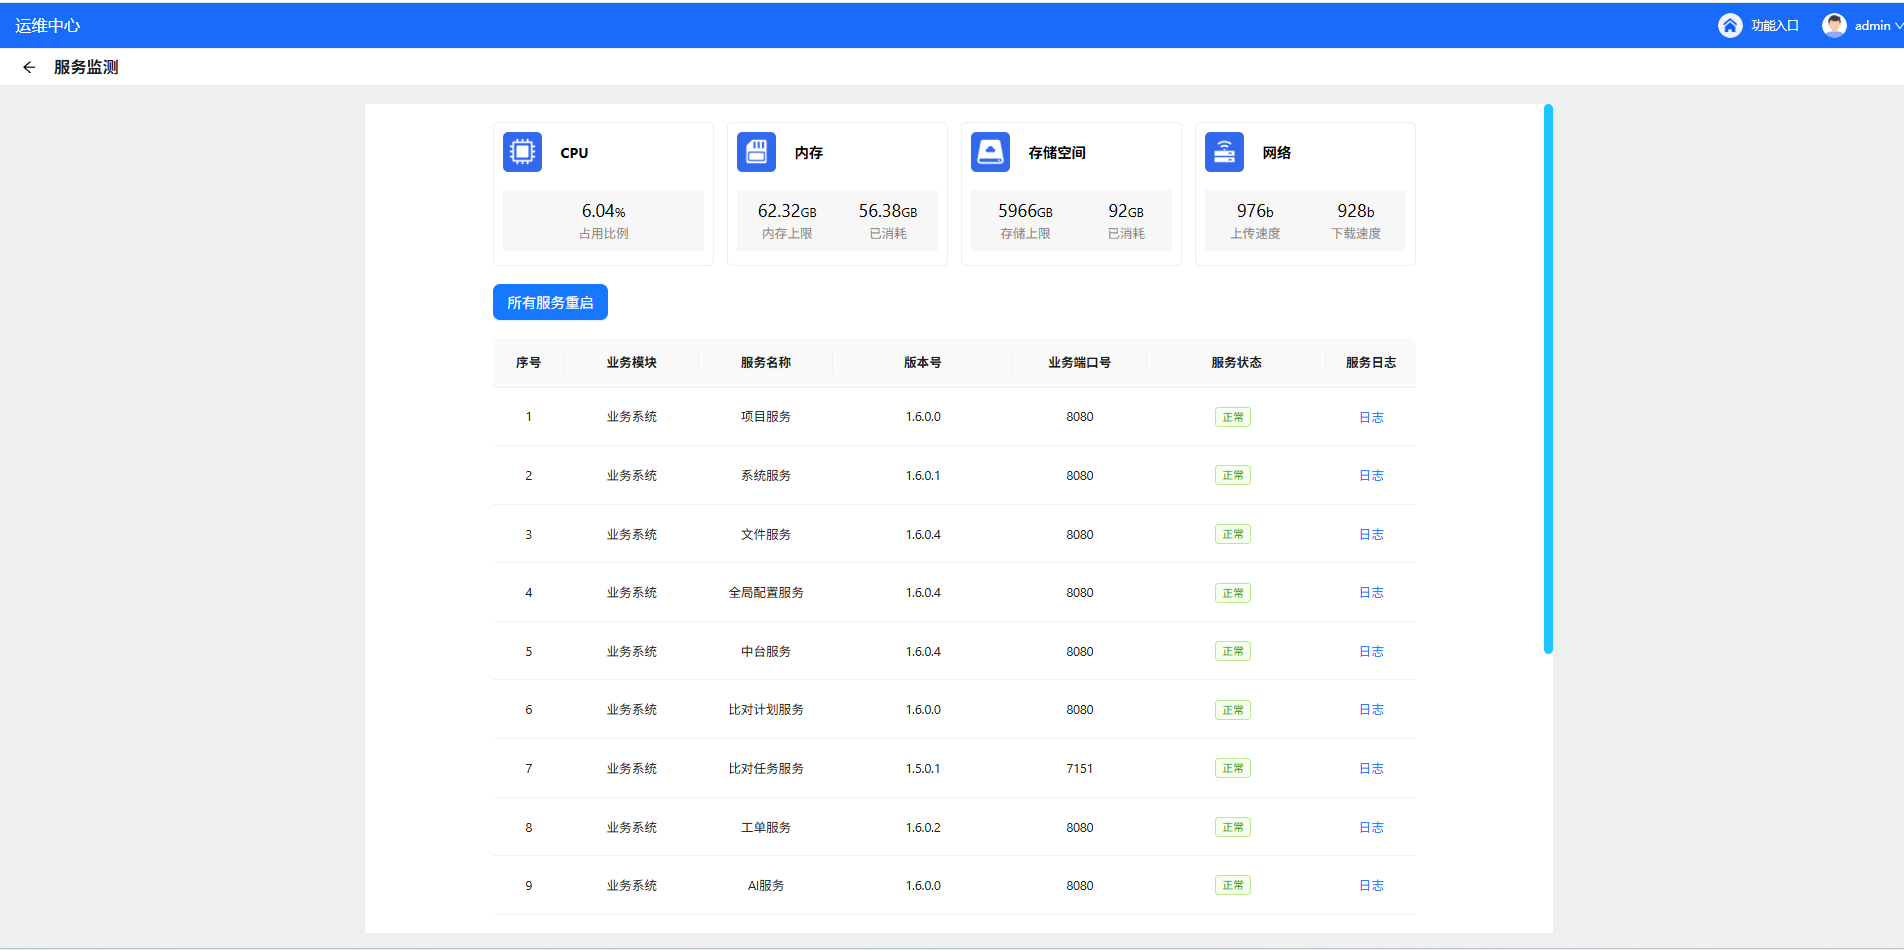 运维中心 功能入口 admin
服务监测
CPU 内存 存储空间 网络
6.04% 62.32GB 56.38GB 5966GB 92GB 976b 928b
占用比例 内存上限 已消耗 存储上限 已消耗 上传速度 下载速度
所有服务重启
序号 业务模块 服务名称 版本号 业务端口号 服务状态 服务日志
1 业务系统 项目服务 1.6.0.0 8080 正常 日志
2 业务系统 系统服务 1.6.0.1 8080 正常 日志
3 业务系统 文件服务 1.6.0.4 8080 正常 日志
4 业务系统 全局配置服务 1.6.0.4 8080 正常 日志
5 业务系统 中台服务 1.6.0.4 8080 正常 日志
6 业务系统 比对计划服务 1.6.0.0 8080 正常 日志
7 业务系统 比对任务服务 1.5.0.1 7151 正常 日志
8 业务系统 工单服务 1.6.0.2 8080 正常 日志
9 业务系统 AI服务 1.6.0.0 8080 正常 日志